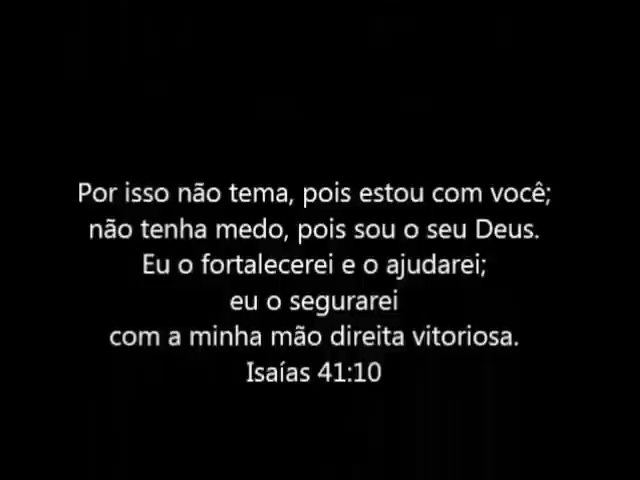 Por isso não tema, pois estou com você;
não tenha medo, pois sou o seu Deus.
Eu o fortalecerei e o ajudarei;
eu o segurarei
com a minha mão direita vitoriosa.
Isaías 41:10